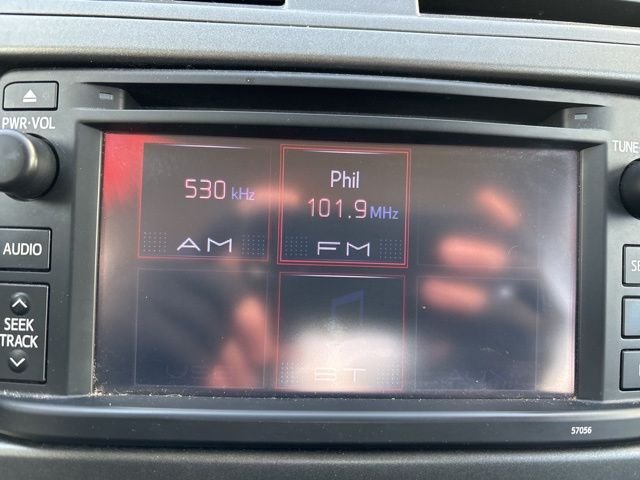 PWR·VOL
TUNE
AUDIO
SEEK
TRACK
530 kHz
AM
Phil
101.9 MHz
FM
BT
57056